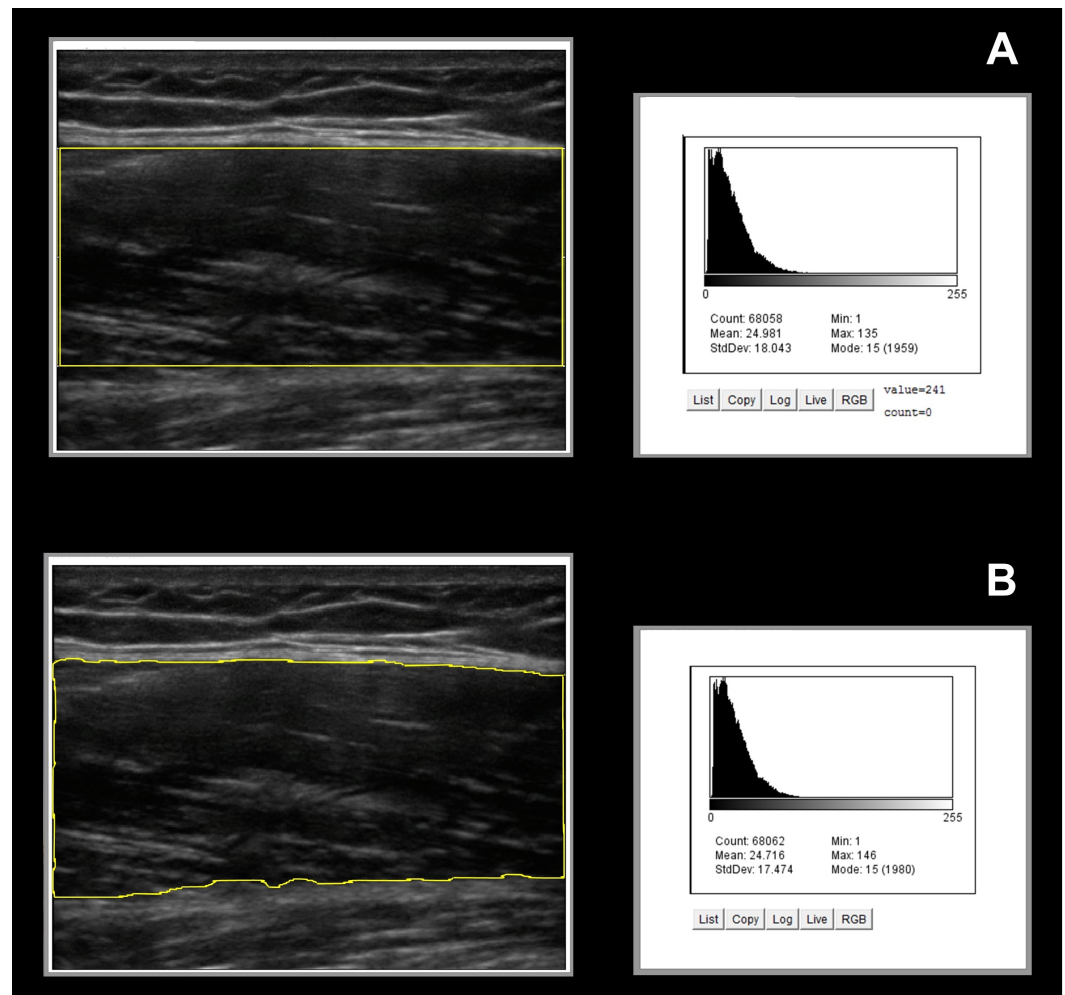 A
0 255
Count: 68058 Min: 1
Mean: 24.981 Max: 135
StdDev: 18.043 Mode: 15 (1959)
List Copy Log Live RGB value=241
count=0
B
0 255
Count: 68062 Min: 1
Mean: 24.716 Max: 146
StdDev: 17.474 Mode: 15 (1980)
List Copy Log Live RGB